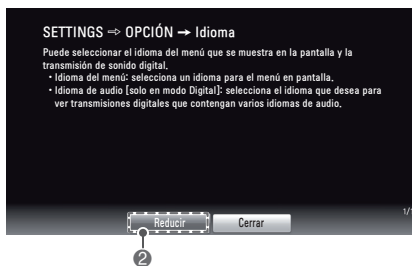 SETTINGS ⇨ OPCIÓN ➙ Idioma
Puede seleccionar el idioma del menú que se muestra en la pantalla y la
transmisión de sonido digital.
• Idioma del menú: selecciona un idioma para el menú en pantalla.
• Idioma de audio [solo en modo Digital]: selecciona el idioma que desea para
ver transmisiones digitales que contengan varios idiomas de audio.
1/1
Reducir Cerrar
2